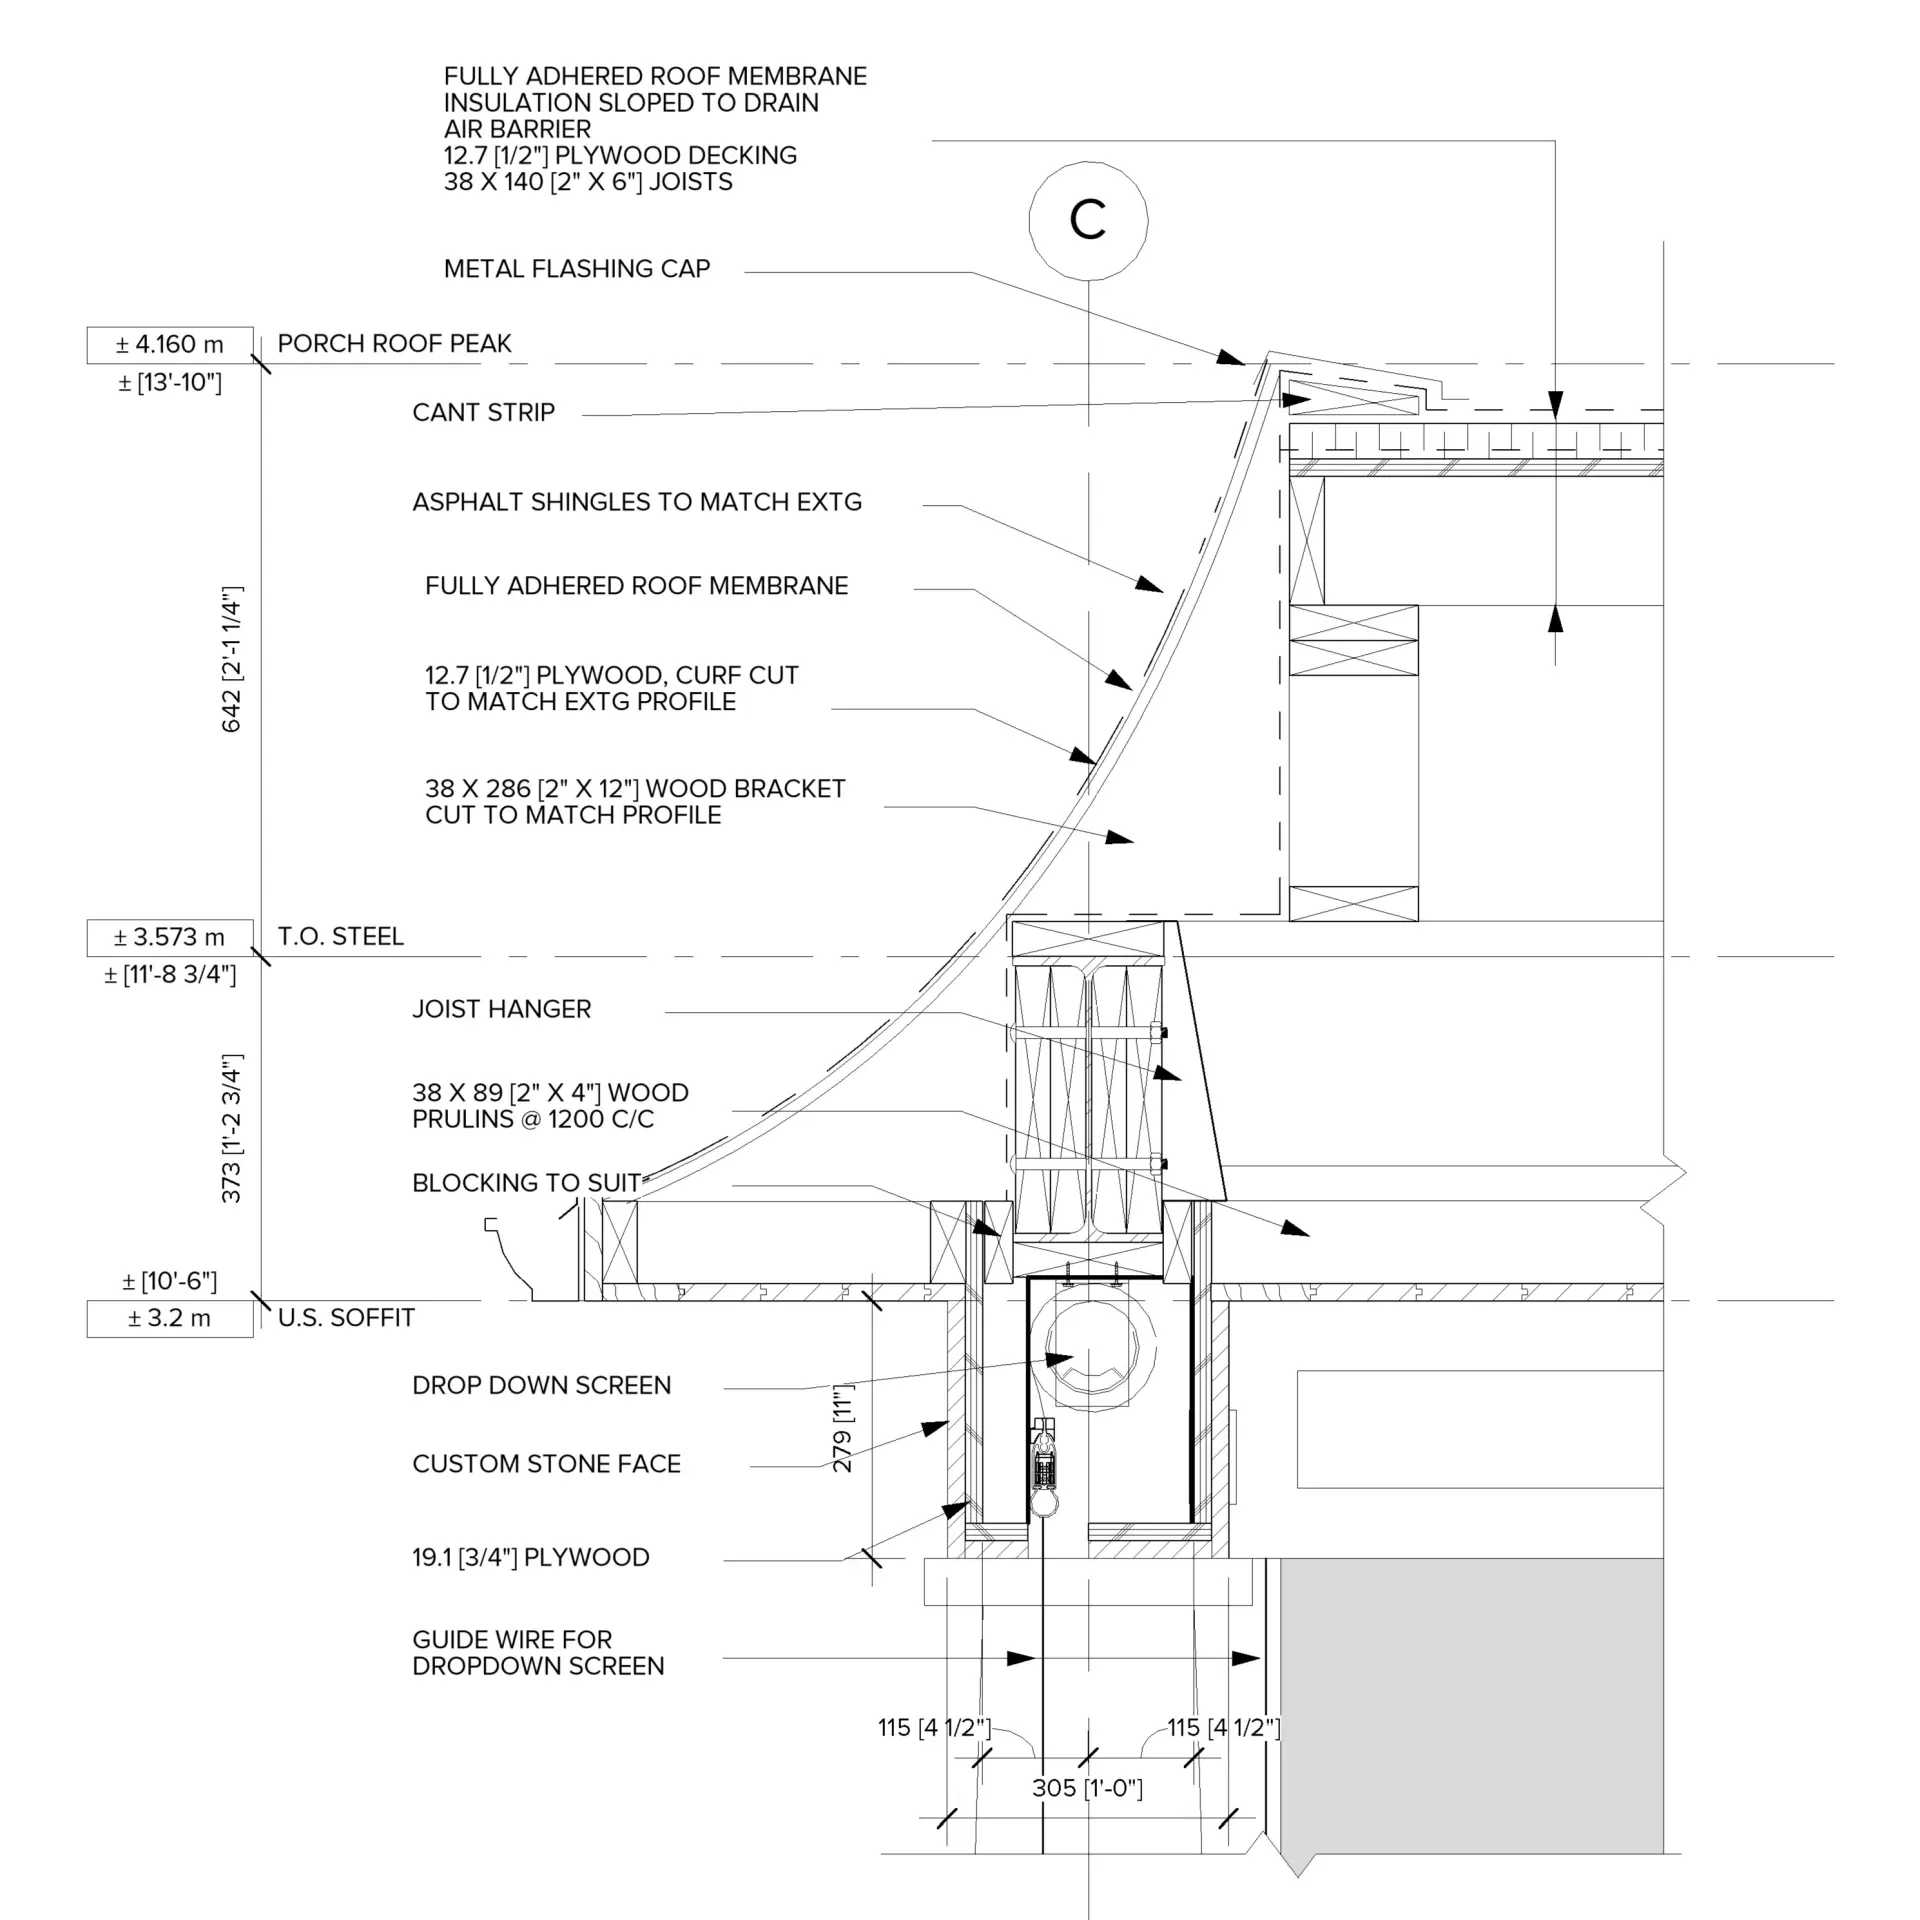 FULLY ADHERED ROOF MEMBRANE
INSULATION SLOPED TO DRAIN
AIR BARRIER
12.7 [1/2"] PLYWOOD DECKING
38 X 140 [2" X 6"] JOISTS
C
METAL FLASHING CAP
± 4.160 m
PORCH ROOF PEAK
± [13'-10"]
CANT STRIP
ASPHALT SHINGLES TO MATCH EXTG
FULLY ADHERED ROOF MEMBRANE
642 [2'-1 1/4"]
12.7 [1/2"] PLYWOOD, CURF CUT
TO MATCH EXTG PROFILE
38 X 286 [2" X 12"] WOOD BRACKET
CUT TO MATCH PROFILE
± 3.573 m
T.O. STEEL
± [11'-8 3/4"]
JOIST HANGER
373 [1'-2 3/4"]
38 X 89 [2" X 4"] WOOD
PRULINS @ 1200 C/C
BLOCKING TO SUIT
± [10'-6"]
± 3.2 m
U.S. SOFFIT
DROP DOWN SCREEN
279 [11"]
CUSTOM STONE FACE
19.1 [3/4"] PLYWOOD
GUIDE WIRE FOR
DROPDOWN SCREEN
115 [4 1/2"]
115 [4 1/2"]
305 [1'-0"]